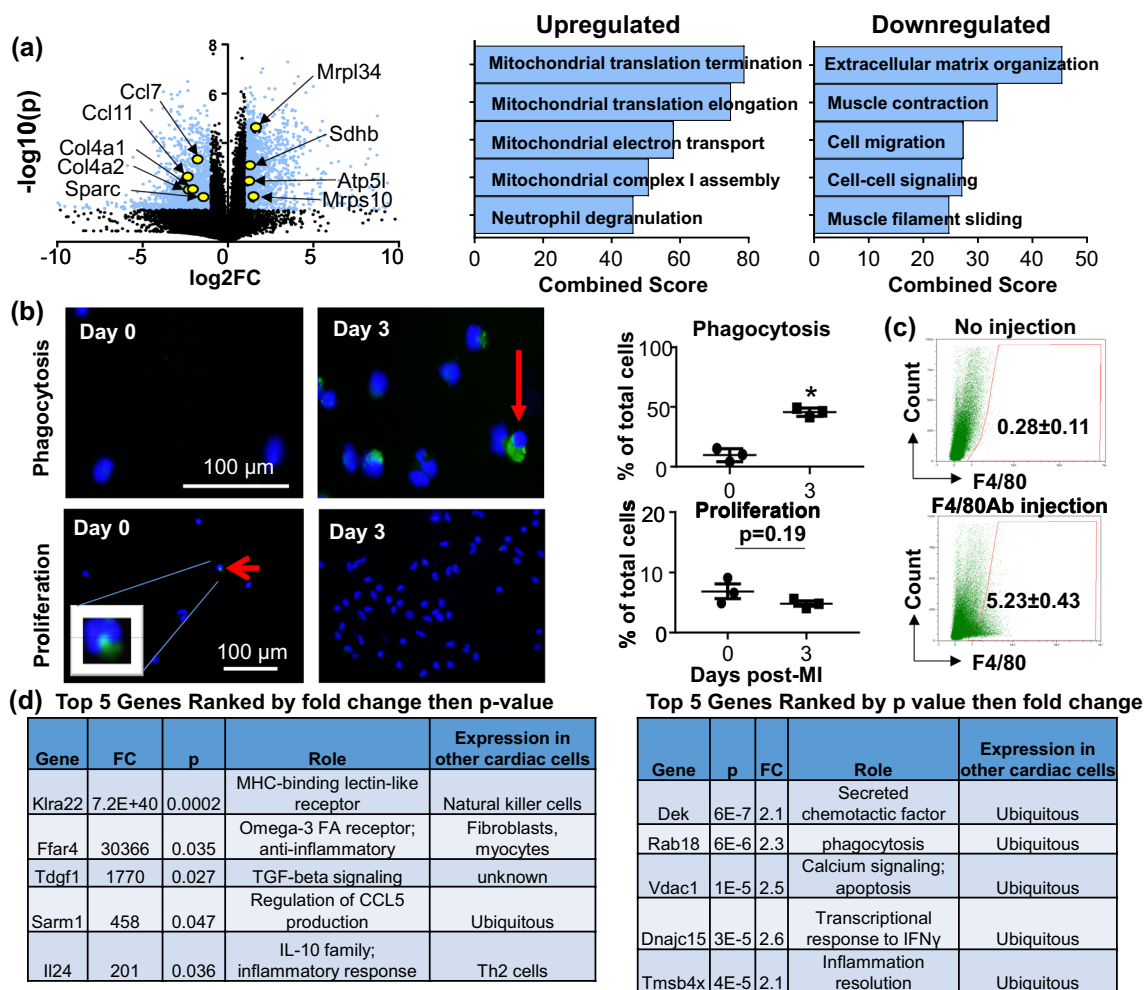 (a)
8
6
4
2
0
-log10(p)
-10
-5
0
5
10
log2FC
Ccl7
Ccl11
Col4a1
Col4a2
Sparc
Mrpl34
Sdhb
Atp5l
Mrps10
Upregulated
Mitochondrial translation termination
Mitochondrial translation elongation
Mitochondrial electron transport
Mitochondrial complex I assembly
Neutrophil degranulation
0 20 40 60 80
Combined Score
Downregulated
Extracellular matrix organization
Muscle contraction
Cell migration
Cell-cell signaling
Muscle filament sliding
0 10 20 30 40 50
Combined Score
(b)
Phagocytosis
Day 0
100 µm
Day 3
Proliferation
Day 0
100 µm
Day 3
Phagocytosis
% of total cells
100
50
0
*
0 3
Proliferation
p=0.19
% of total cells
20
10
0
0 3
Days post-MI
(c)
No injection
Count
0.28±0.11
F4/80
F4/80Ab injection
Count
5.23±0.43
F4/80
(d) Top 5 Genes Ranked by fold change then p-value
Expression in
Gene FC p Role other cardiac cells
MHC-binding lectin-like
Klra22 7.2E+40 0.0002 receptor Natural killer cells
Omega-3 FA receptor; Fibroblasts,
Ffar4 30366 0.035 anti-inflammatory myocytes
Tdgf1 1770 0.027 TGF-beta signaling unknown
Regulation of CCL5
Sarm1 458 0.047 production Ubiquitous
IL-10 family;
Il24 201 0.036 inflammatory response Th2 cells
Top 5 Genes Ranked by p value then fold change
Expression in
Gene p FC Role other cardiac cells
Secreted
Dek 6E-7 2.1 chemotactic factor Ubiquitous
Rab18 6E-6 2.3 phagocytosis Ubiquitous
Calcium signaling;
Vdac1 1E-5 2.5 apoptosis Ubiquitous
Transcriptional
Dnajc15 3E-5 2.6 response to IFNγ Ubiquitous
Inflammation
Tmsb4x 4E-5 2.1 resolution Ubiquitous